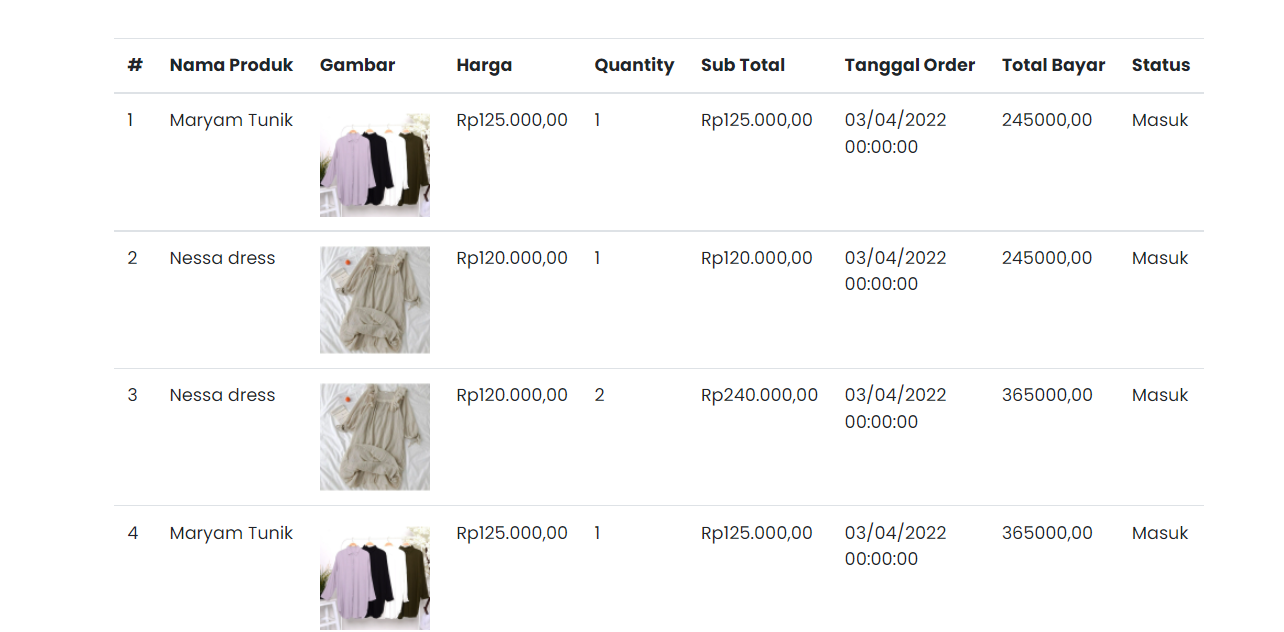 # Nama Produk Gambar Harga Quantity Sub Total Tanggal Order Total Bayar Status
1 Maryam Tunik Rp125.000,00 1 Rp125.000,00 03/04/2022 245000,00 Masuk
00:00:00
2 Nessa dress Rp120.000,00 1 Rp120.000,00 03/04/2022 245000,00 Masuk
00:00:00
3 Nessa dress Rp120.000,00 2 Rp240.000,00 03/04/2022 365000,00 Masuk
00:00:00
4 Maryam Tunik Rp125.000,00 1 Rp125.000,00 03/04/2022 365000,00 Masuk
00:00:00